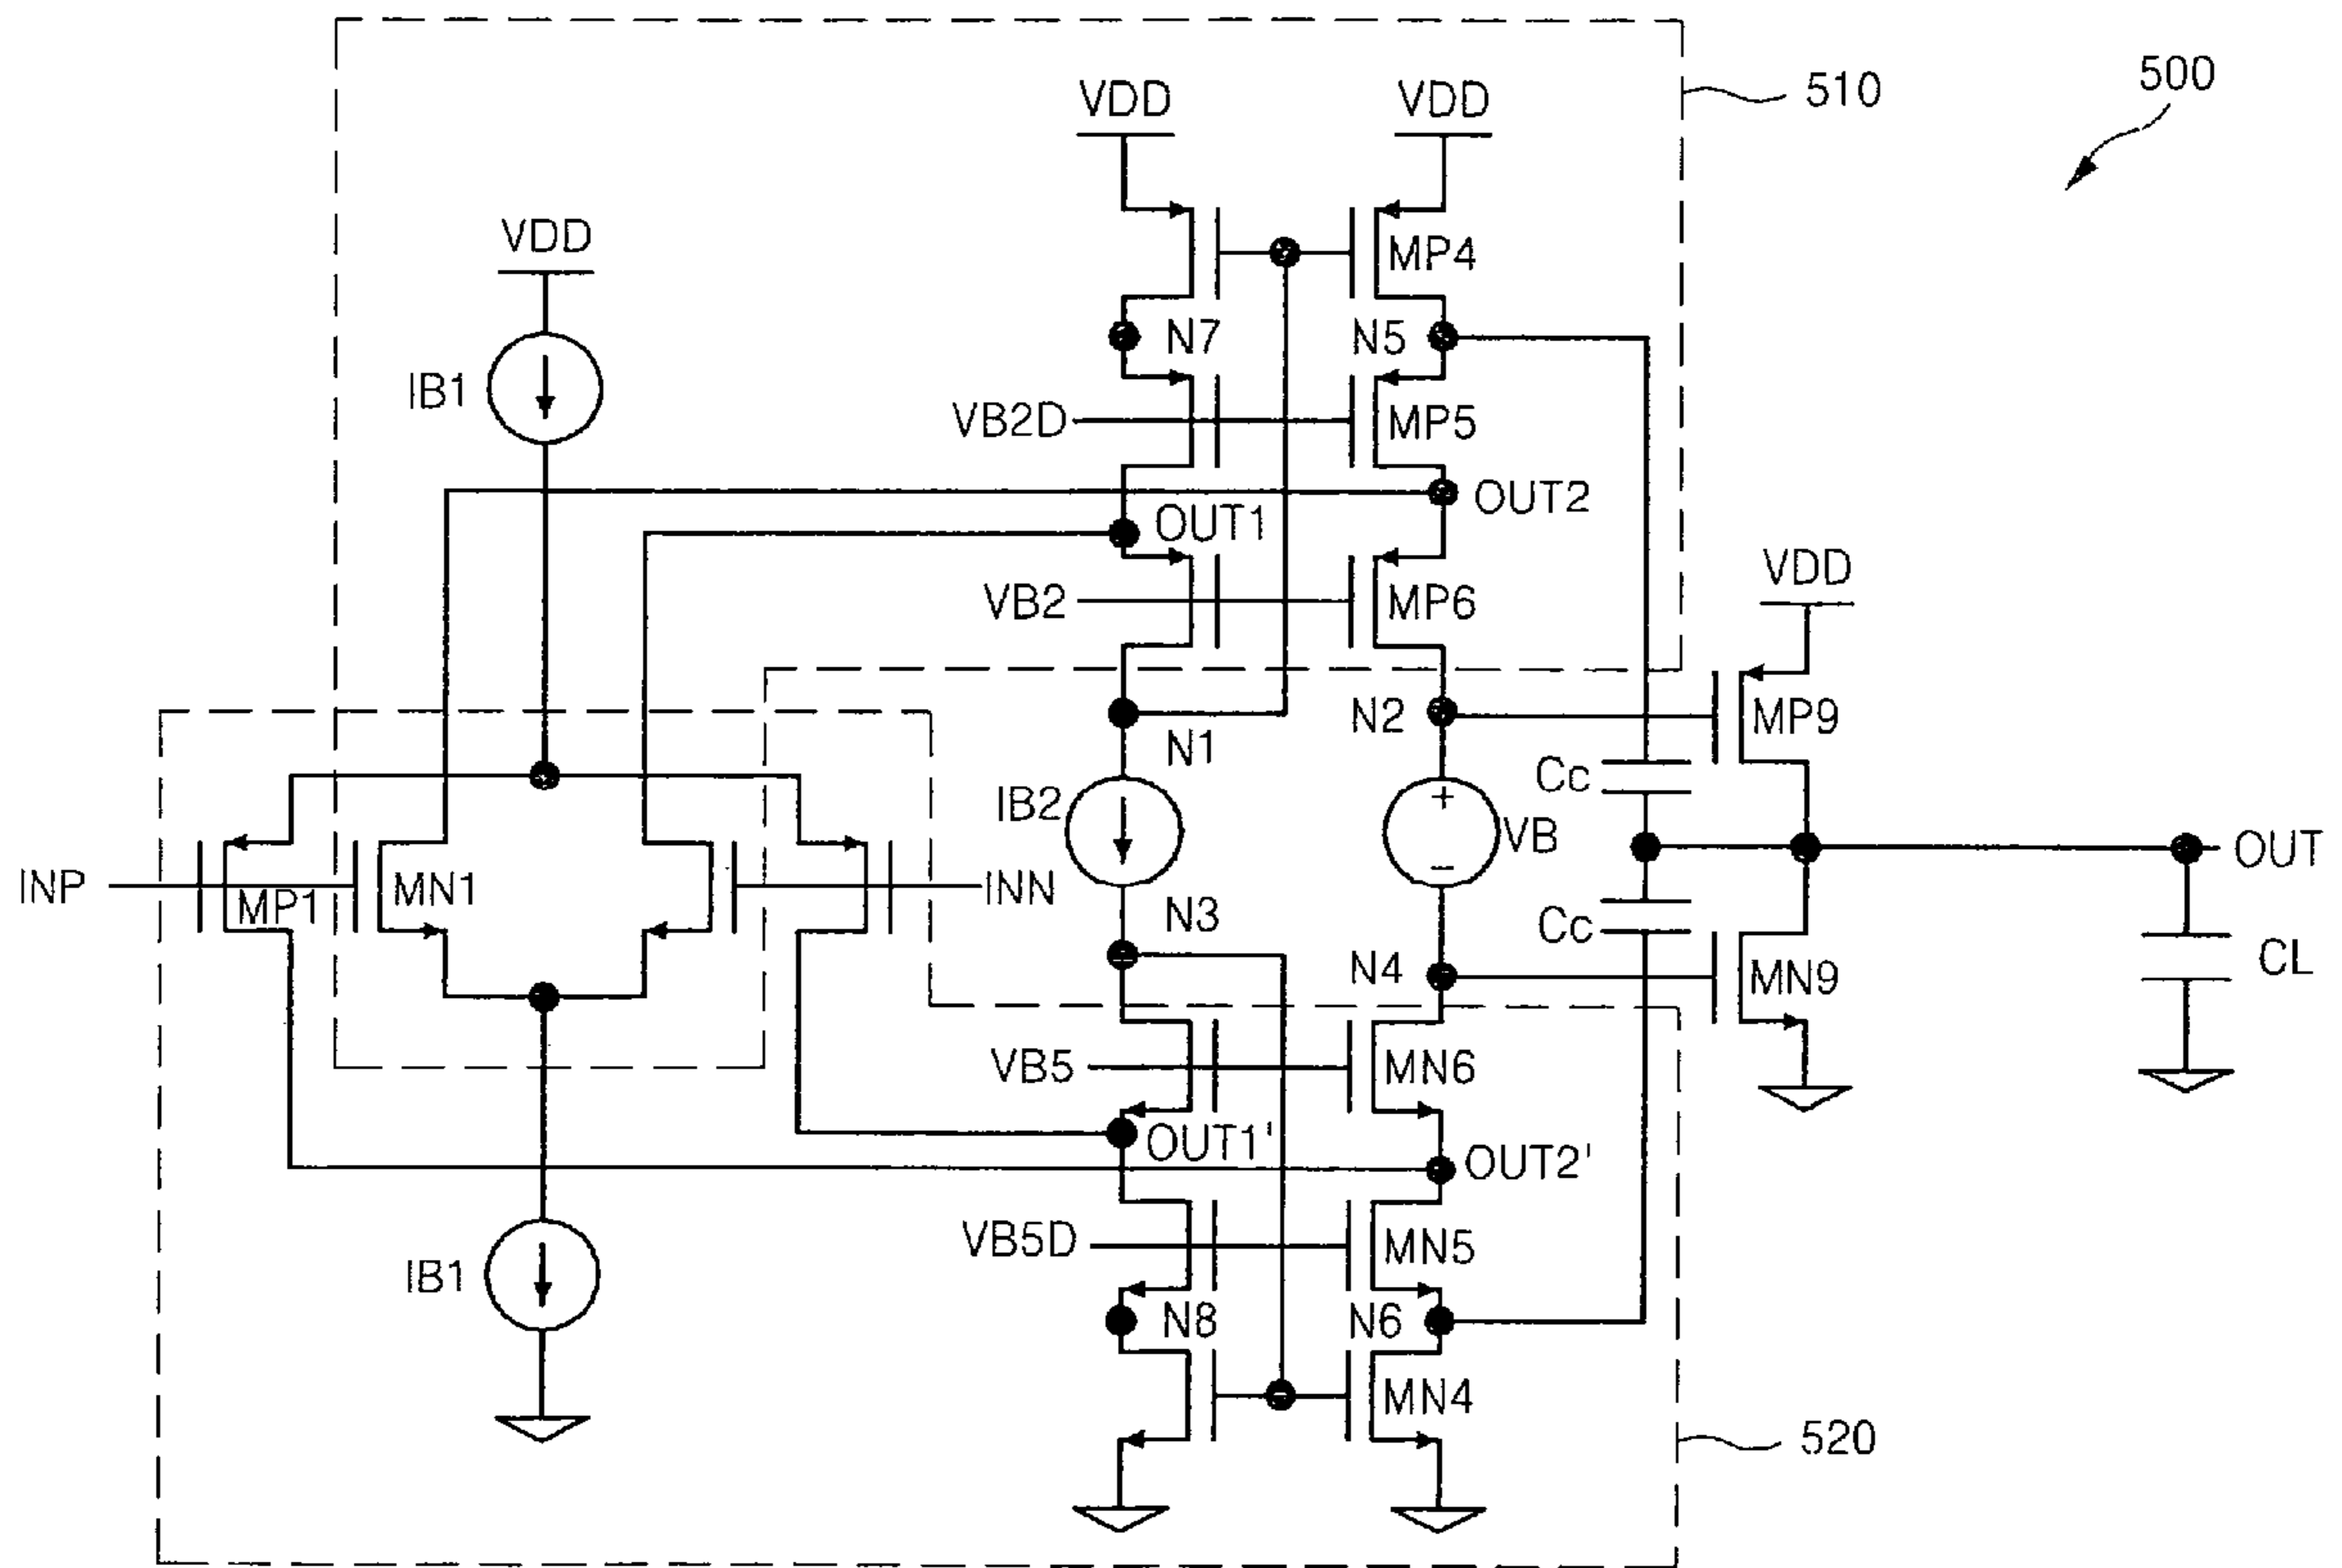 500
510
VDD VDD
VDD
MP4
N7 N5
IB1
VB2D MP5
OUT2
OUT1
VDD
VB2 MP6
N2 MP9
N1
Cc
IB2 + VB
−
OUT
INP MP1 MN1 INN
N3
Cc
N4 MN9 CL
VB5 MN6
OUT1'
OUT2'
VB5D MN5
IB1
N8 N6
MN4
520